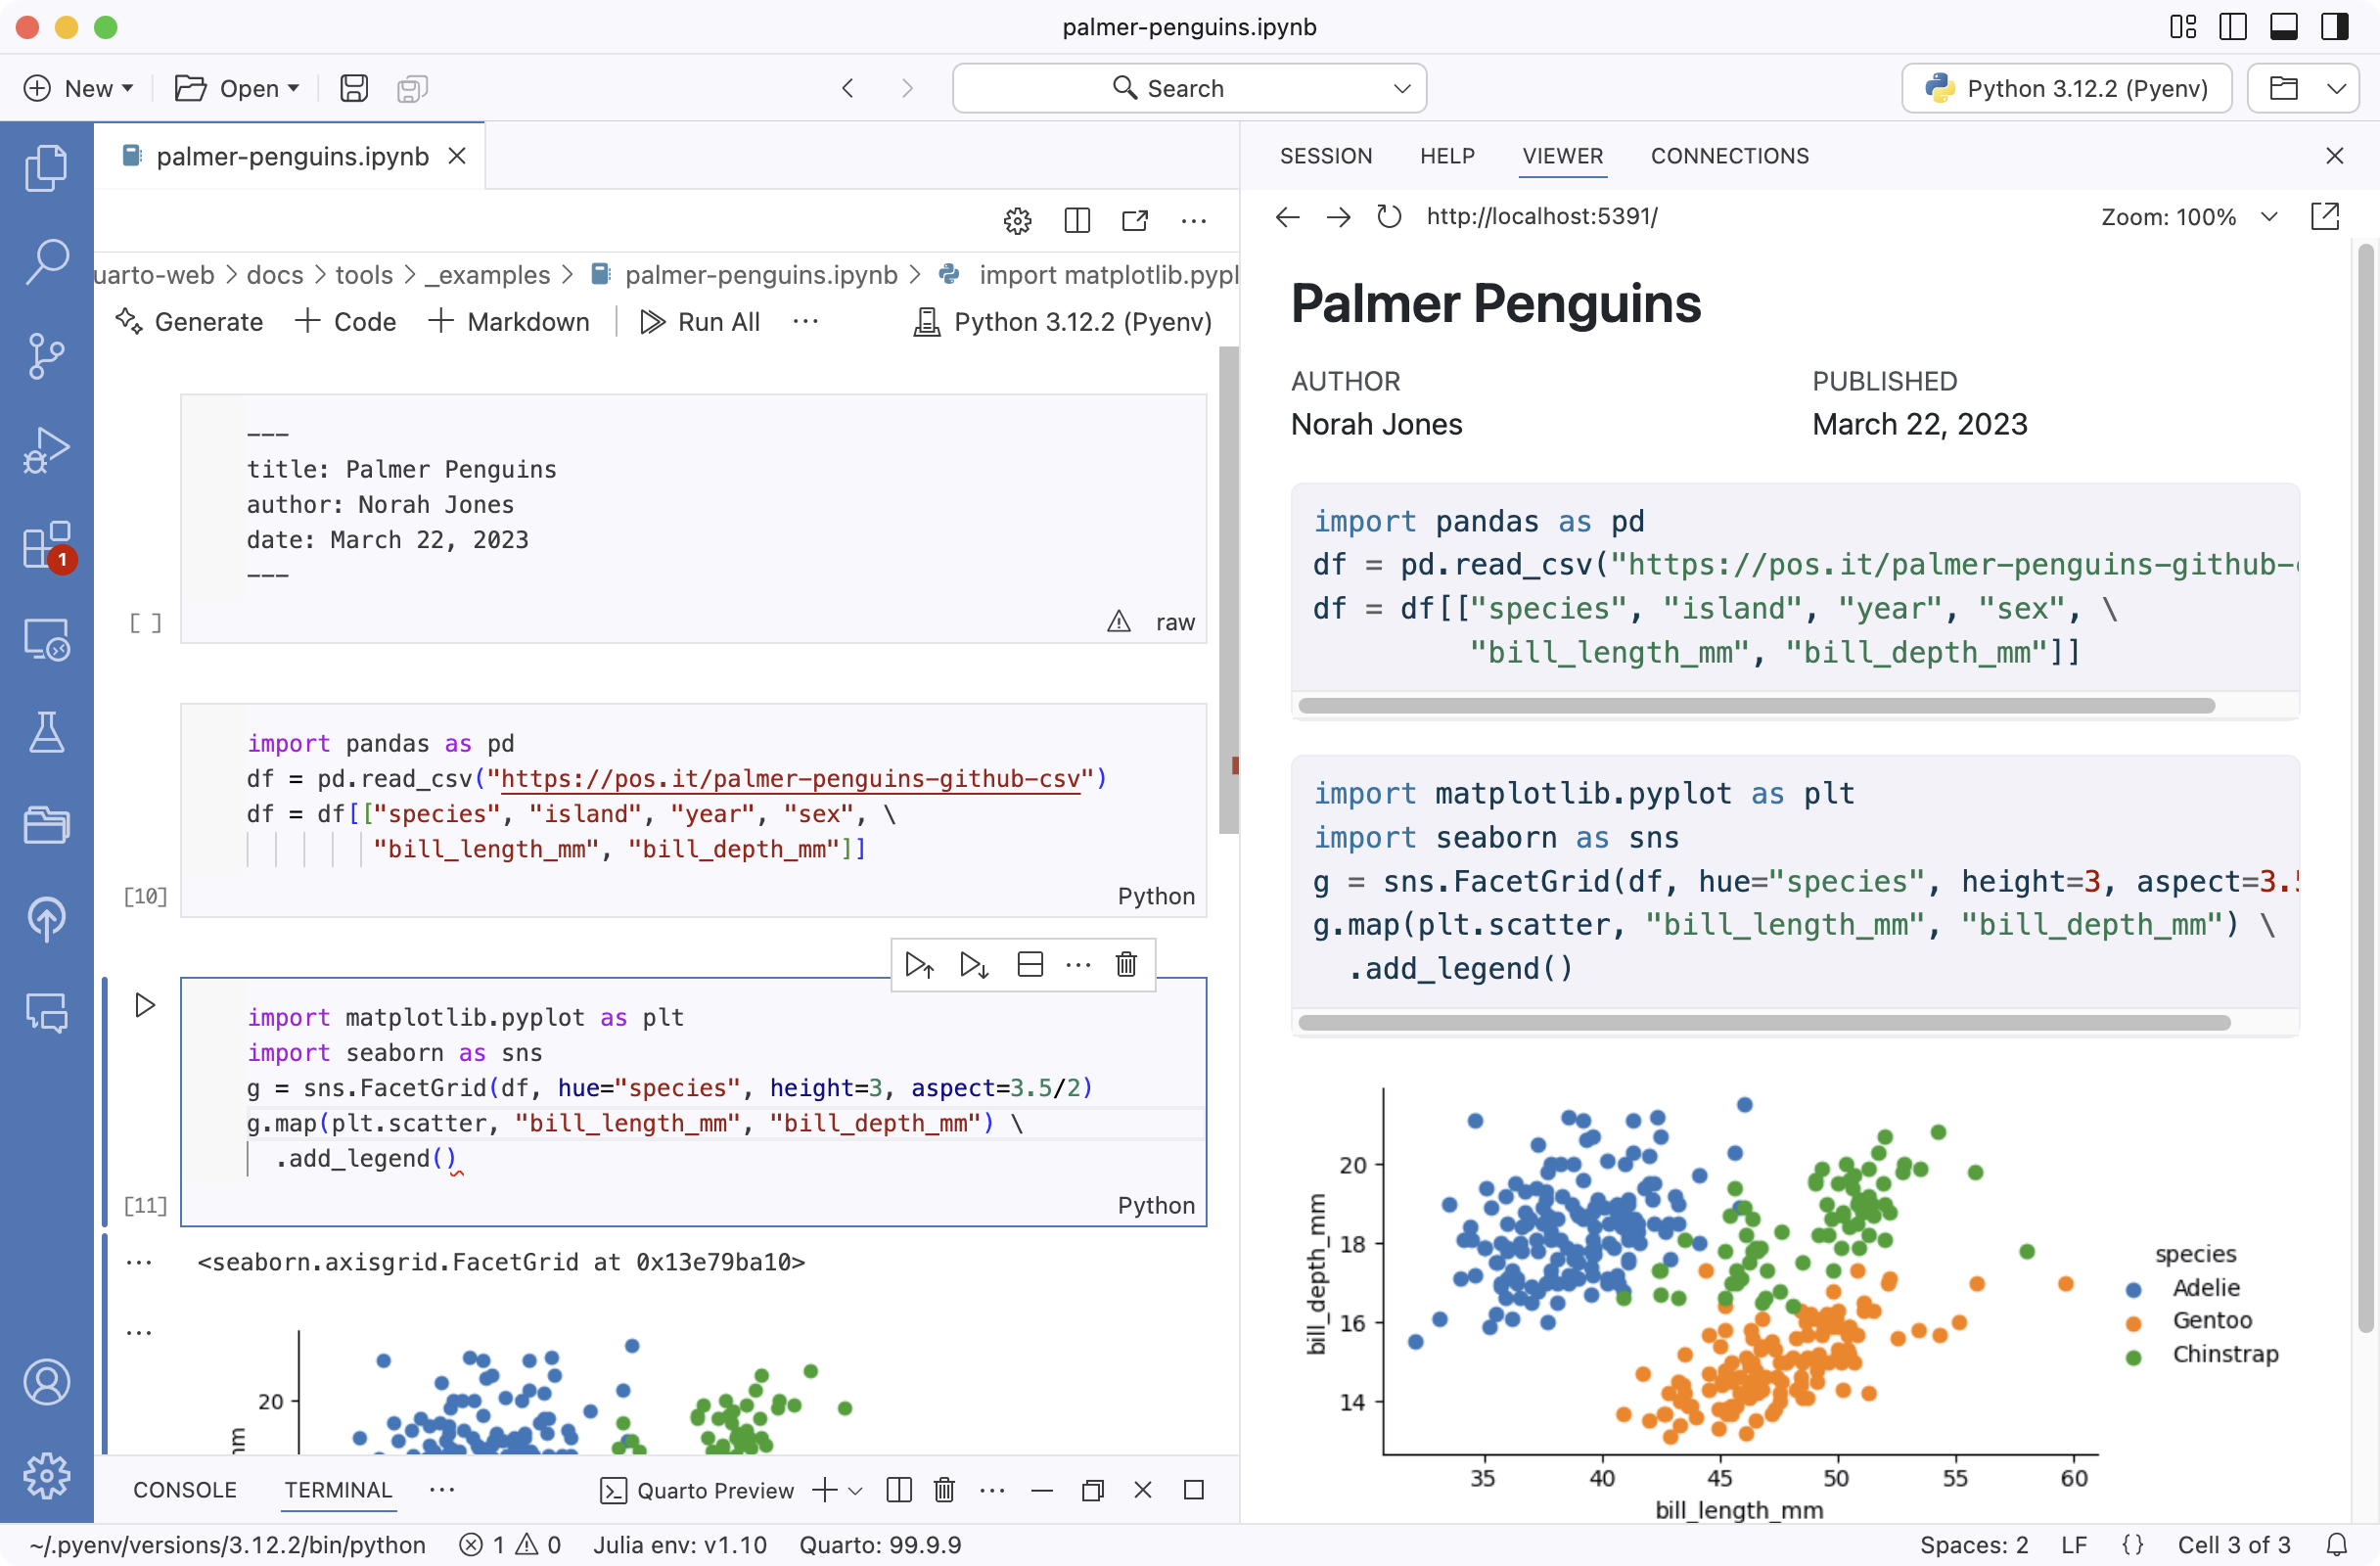 palmer-penguins.ipynb
New
Open
Search
Python 3.12.2 (Pyenv)
palmer-penguins.ipynb
SESSION
HELP
VIEWER
CONNECTIONS
http://localhost:5391/
Zoom: 100%
uarto-web > docs > tools > _examples > palmer-penguins.ipynb > import matplotlib.pypl
Generate
Code
Markdown
Run All
Python 3.12.2 (Pyenv)
---
title: Palmer Penguins
author: Norah Jones
date: March 22, 2023
---
[ ]
raw
import pandas as pd
df = pd.read_csv("https://pos.it/palmer-penguins-github-csv")
df = df[["species", "island", "year", "sex", \
"bill_length_mm", "bill_depth_mm"]]
[10]
Python
import matplotlib.pyplot as plt
import seaborn as sns
g = sns.FacetGrid(df, hue="species", height=3, aspect=3.5/2)
g.map(plt.scatter, "bill_length_mm", "bill_depth_mm") \
.add_legend()
[11]
Python
<seaborn.axisgrid.FacetGrid at 0x13e79ba10>
20
Palmer Penguins
AUTHOR
Norah Jones
PUBLISHED
March 22, 2023
import pandas as pd
df = pd.read_csv("https://pos.it/palmer-penguins-github-
df = df[["species", "island", "year", "sex", \
"bill_length_mm", "bill_depth_mm"]]
import matplotlib.pyplot as plt
import seaborn as sns
g = sns.FacetGrid(df, hue="species", height=3, aspect=3.5
g.map(plt.scatter, "bill_length_mm", "bill_depth_mm") \
.add_legend()
bill_depth_mm
20
18
16
14
35
40
45
50
55
60
bill_length_mm
species
Adelie
Gentoo
Chinstrap
1
CONSOLE
TERMINAL
Quarto Preview
~/.pyenv/versions/3.12.2/bin/python
1
0
Julia env: v1.10
Quarto: 99.9.9
Spaces: 2
LF
{}
Cell 3 of 3